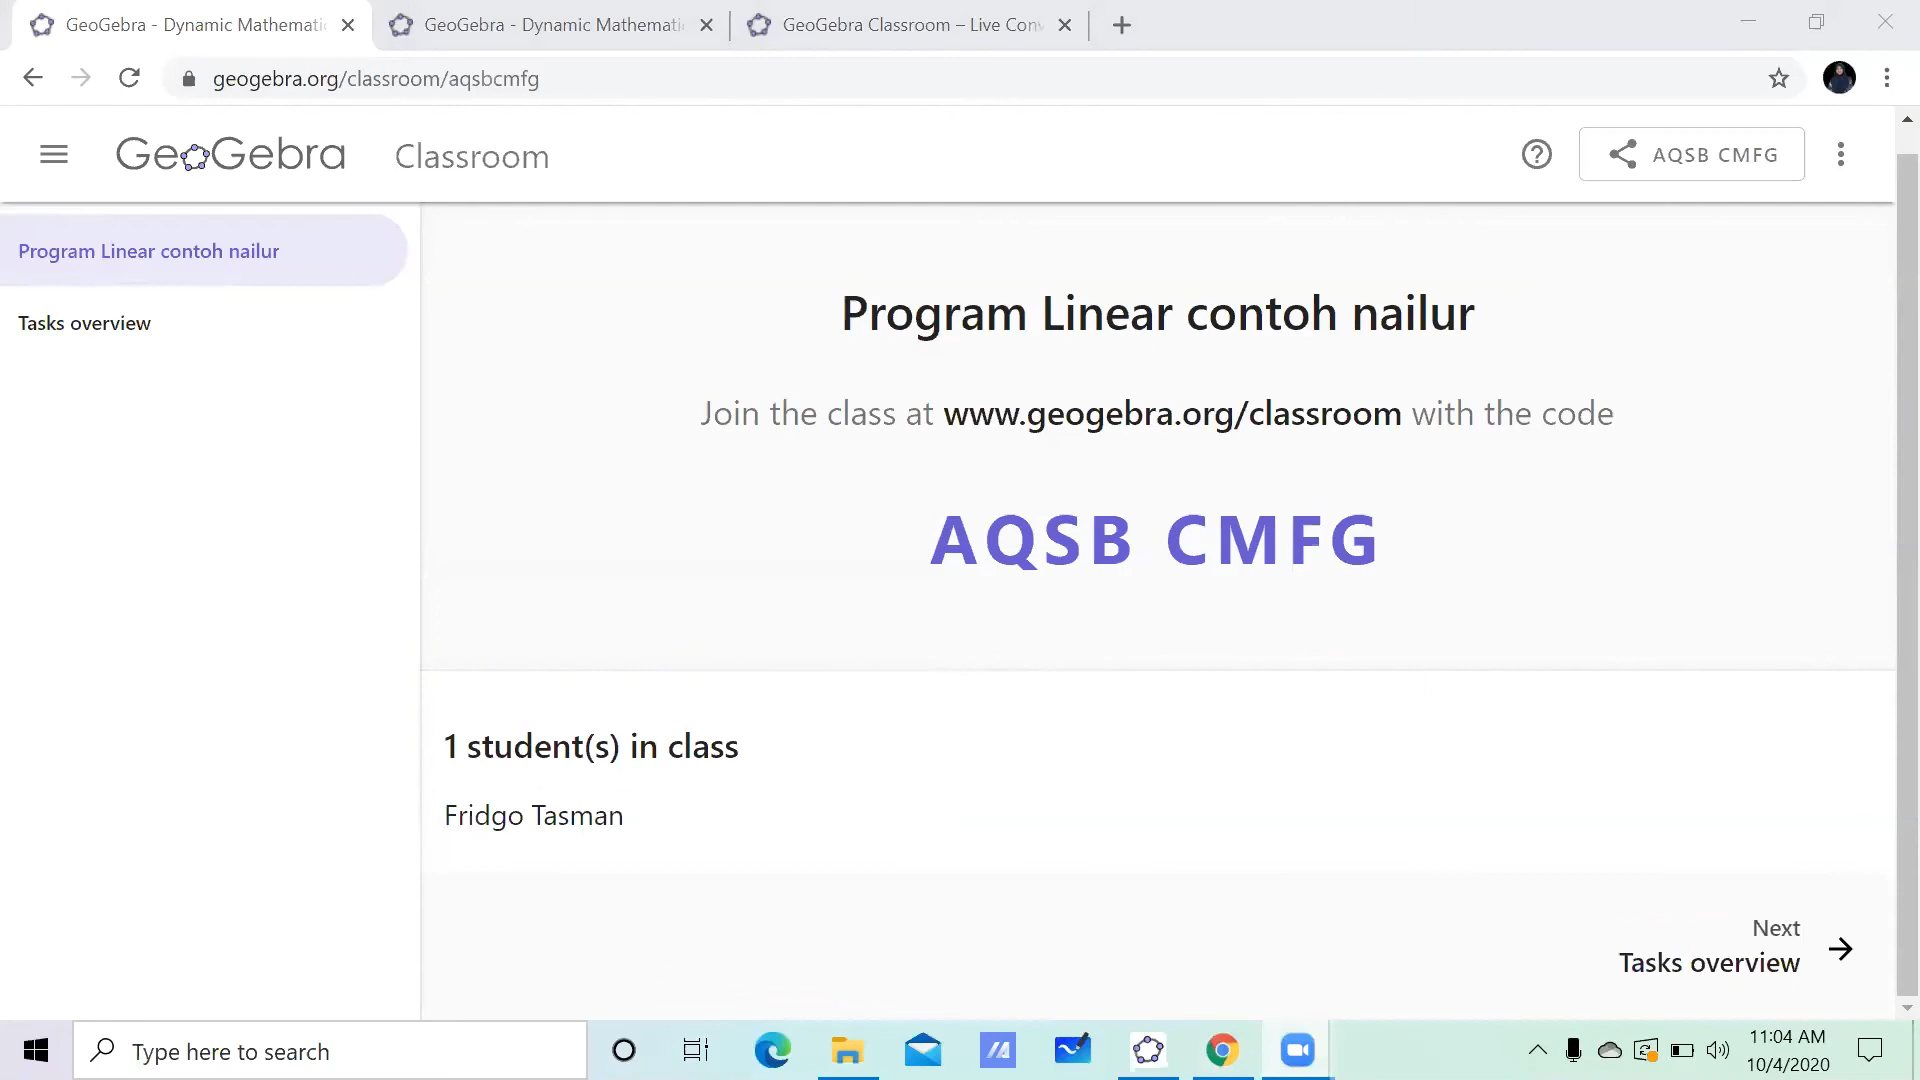 GeoGebra - Dynamic Mathemati
GeoGebra - Dynamic Mathemati
GeoGebra Classroom – Live Con
geogebra.org/classroom/aqsbcmfg
GeoGebra
Classroom
AQSB CMFG
Program Linear contoh nailur
Tasks overview
Program Linear contoh nailur
Join the class at www.geogebra.org/classroom with the code
AQSB CMFG
1 student(s) in class
Fridgo Tasman
Next
Tasks overview
Type here to search
11:04 AM
10/4/2020